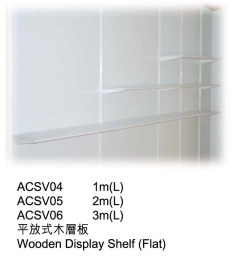 ACSV04 1m(L)
ACSV05 2m(L)
ACSV06 3m(L)
平放式木層板
Wooden Display Shelf (Flat)